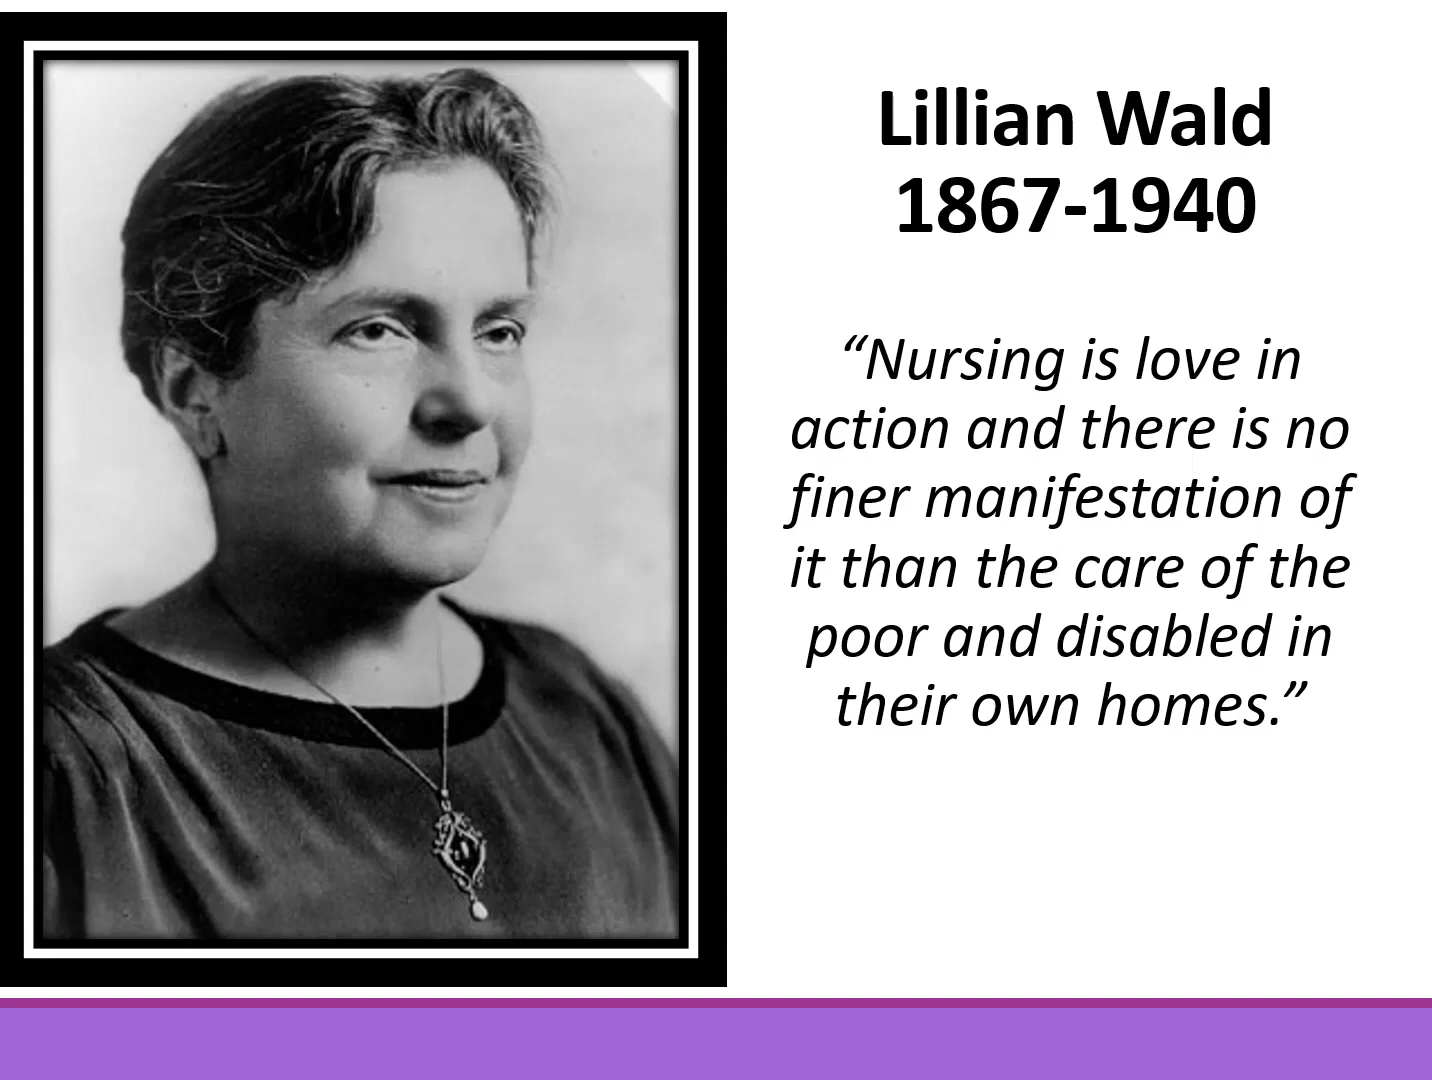 Lillian Wald
1867-1940
“Nursing is love in
action and there is no
finer manifestation of
it than the care of the
poor and disabled in
their own homes.”